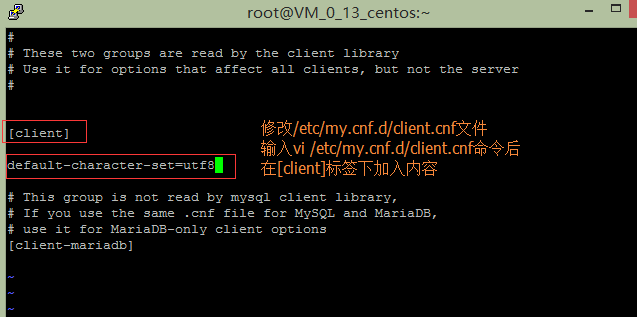 root@VM_0_13_centos:~
#
# These two groups are read by the client library
# Use it for options that affect all clients, but not the server
#
[client]
修改/etc/my.cnf.d/client.cnf文件
输入vi /etc/my.cnf.d/client.cnf命令后
default-character-set=utf8
在[client]标签下加入内容
# This group is not read by mysql client library,
# If you use the same .cnf file for MySQL and MariaDB,
# use it for MariaDB-only client options
[client-mariadb]
~
~
~